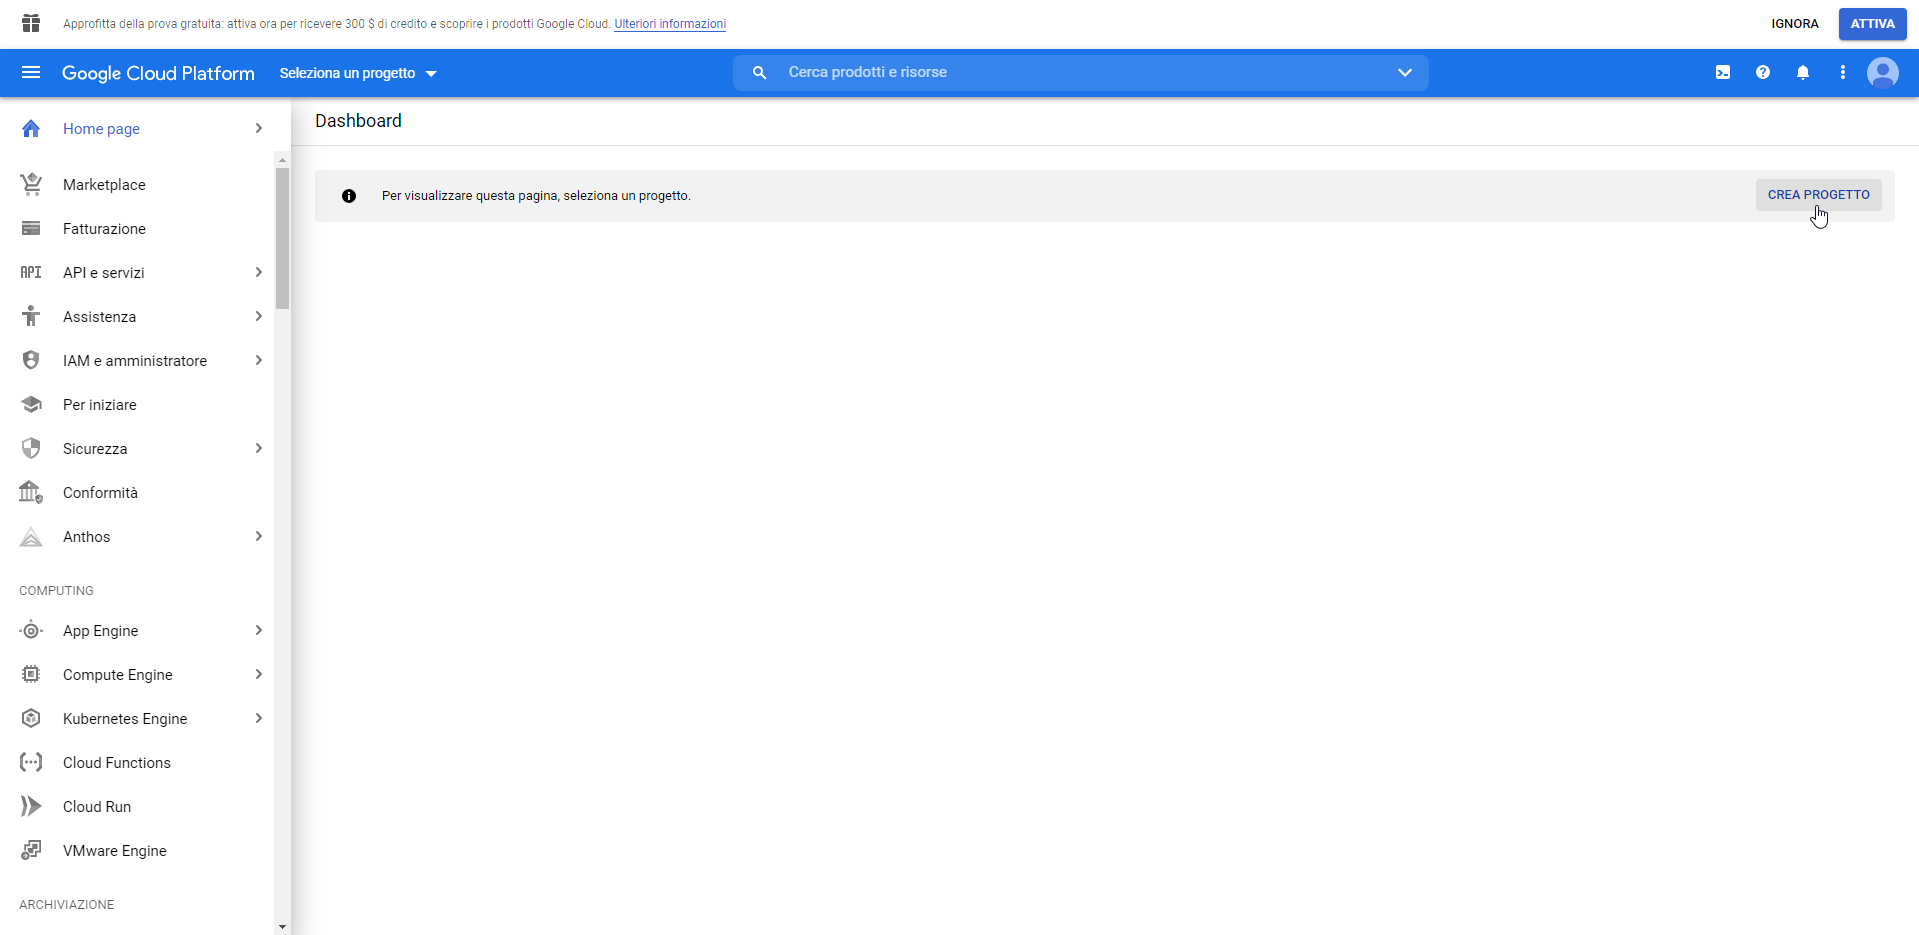 Approfitta della prova gratuita: attiva ora per ricevere 300 $ di credito e scoprire i prodotti Google Cloud. Ulteriori informazioni
IGNORA
ATTIVA
Google Cloud Platform
Seleziona un progetto
Cerca prodotti e risorse
Home page
Dashboard
Per visualizzare questa pagina, seleziona un progetto.
CREA PROGETTO
Marketplace
Fatturazione
API
API e servizi
Assistenza
IAM e amministratore
Per iniziare
Sicurezza
Conformità
Anthos
COMPUTING
App Engine
Compute Engine
Kubernetes Engine
Cloud Functions
Cloud Run
VMware Engine
ARCHIVIAZIONE